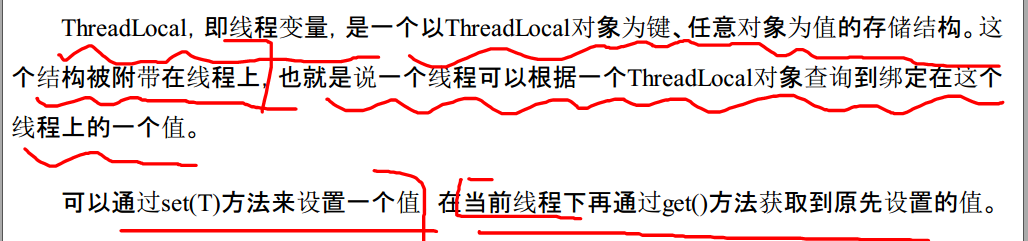 ThreadLocal，即线程变量，是一个以ThreadLocal对象为键、任意对象为值的存储结构。这
个结构被附带在线程上，也就是说一个线程可以根据一个ThreadLocal对象查询到绑定在这个
线程上的一个值。
可以通过set(T)方法来设置一个值，在当前线程下再通过get()方法获取到原先设置的值。